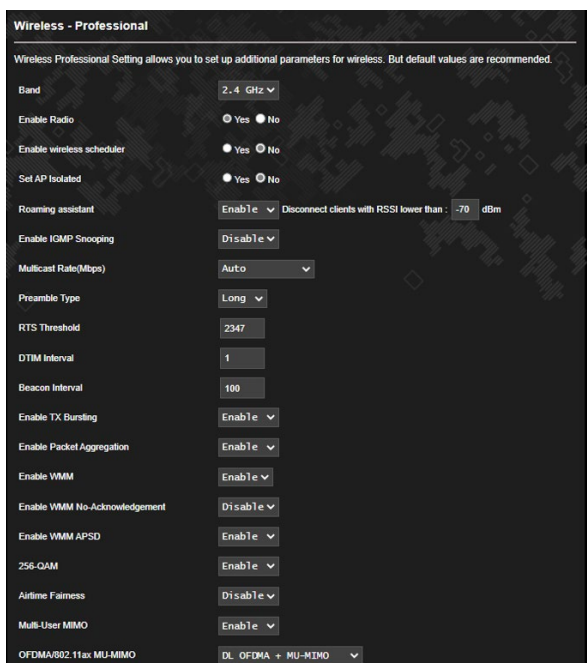 Wireless - Professional
Wireless Professional Setting allows you to set up additional parameters for wireless. But default values are recommended.
Band 2.4 GHz
Enable Radio Yes No
Enable wireless scheduler Yes No
Set AP Isolated Yes No
Roaming assistant Enable Disconnect clients with RSSI lower than : -70 dBm
Enable IGMP Snooping Disable
Multicast Rate(Mbps) Auto
Preamble Type Long
RTS Threshold 2347
DTIM Interval 1
Beacon Interval 100
Enable TX Bursting Enable
Enable Packet Aggregation Enable
Enable WMM Enable
Enable WMM No-Acknowledgement Disable
Enable WMM APSD Enable
256-QAM Enable
Airtime Fairness Disable
Multi-User MIMO Enable
OFDMA/802.11ax MU-MIMO DL OFDMA + MU-MIMO